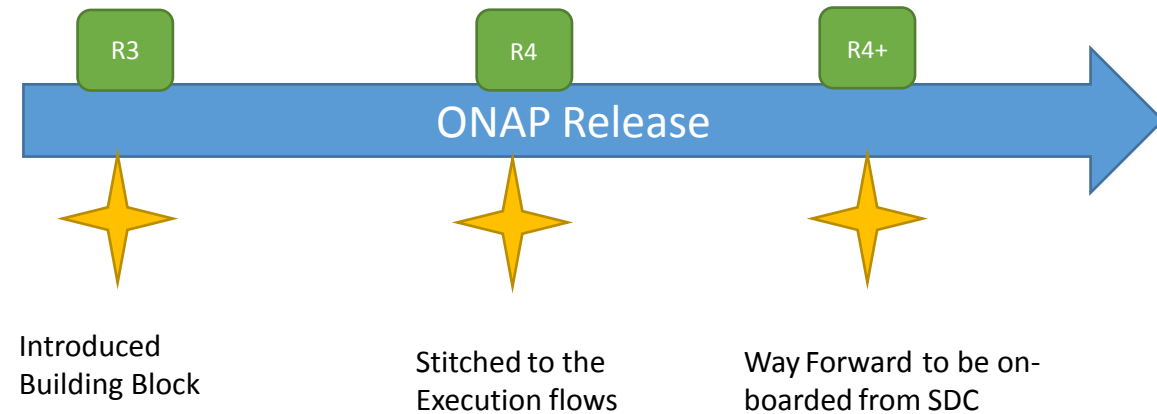 R3
R4
R4+
ONAP Release
Introduced
Building Block
Stitched to the
Execution flows
Way Forward to be on-
boarded from SDC